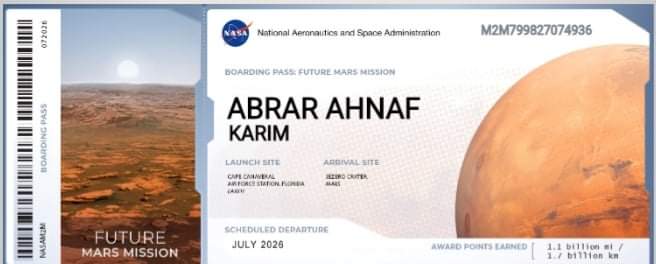 072026
BOARDING PASS
NASAM2M
FUTURE
MARS MISSION
NASA
National Aeronautics and Space Administration
M2M799827074936
BOARDING PASS: FUTURE MARS MISSION
ABRAR AHNAF
KARIM
LAUNCH SITE
CAPE CANAVERAL
AIR FORCE STATION, FLORIDA
EARTH
ARRIVAL SITE
JEZERO CRATER
MARS
SCHEDULED DEPARTURE
JULY 2026
AWARD POINTS EARNED
1.1 billion mi /
1.7 billion km